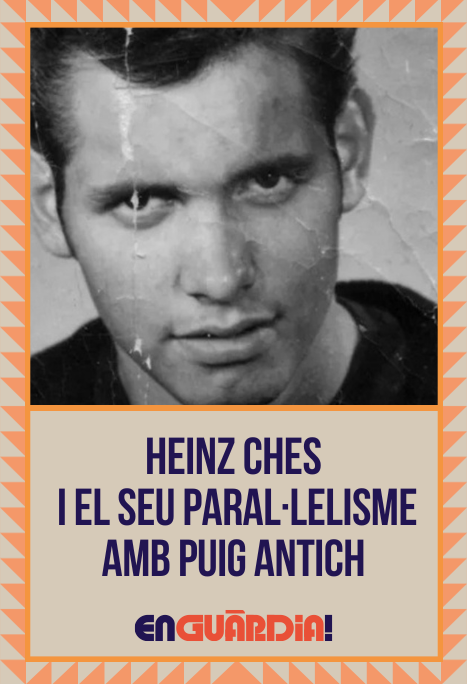 HEINZ CHES
I EL SEU PARAL·LELISME
AMB PUIG ANTICH
ENGUÀRDIA!